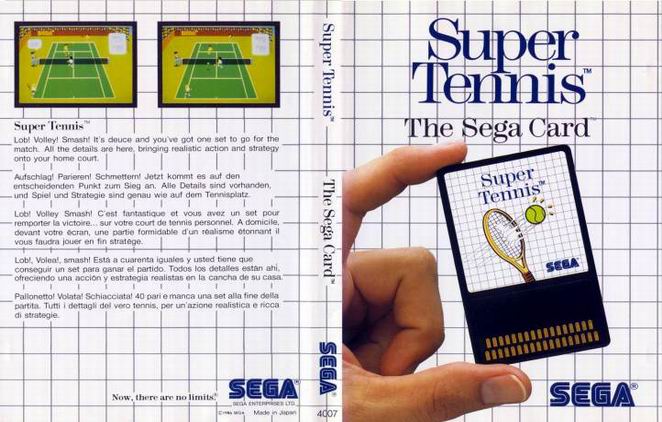 Super Tennis™
Lob! Volley! Smash! It's deuce and you've got one set to go for the
match. All the details are here, bringing realistic action and strategy
onto your home court.
Aufschlag! Parieren! Schmettern! Jetzt kommt es auf den
entscheidenden Punkt zum Sieg an. Alle Details sind vorhanden,
und Spiel und Strategie sind genau wie auf dem Tennisplatz.
Lob! Volley Smash! C'est fantastique et vous avez un set pour
remporter la victoire... sur votre court de tennis personnel. A domicile,
devant votre écran, une partie formidable d'un réalisme étonnant il
vous faudra jouer en fin stratège.
Lob!, Volea!, smash! Está a cuarenta iguales y usted tiene que
conseguir un set para ganar el partido. Todos los detalles están ahí,
ofreciendo una acción y estrategia realistas en la cancha de su casa.
Pallonetto! Volata! Schiacciata! 40 pari e manca una set alla fine della
partita. Tutti i dettagli del vero tennis, per un'azione realistica e ricca
di strategie.
Now, there are no limits.®
SEGA®
SEGA ENTERPRISES LTD.
©1986 SEGA Made in Japan
Super Tennis™
The Sega Card™
SEGA®
4007
Super
Tennis™
The Sega Card™
Super
Tennis™
SEGA
SEGA®